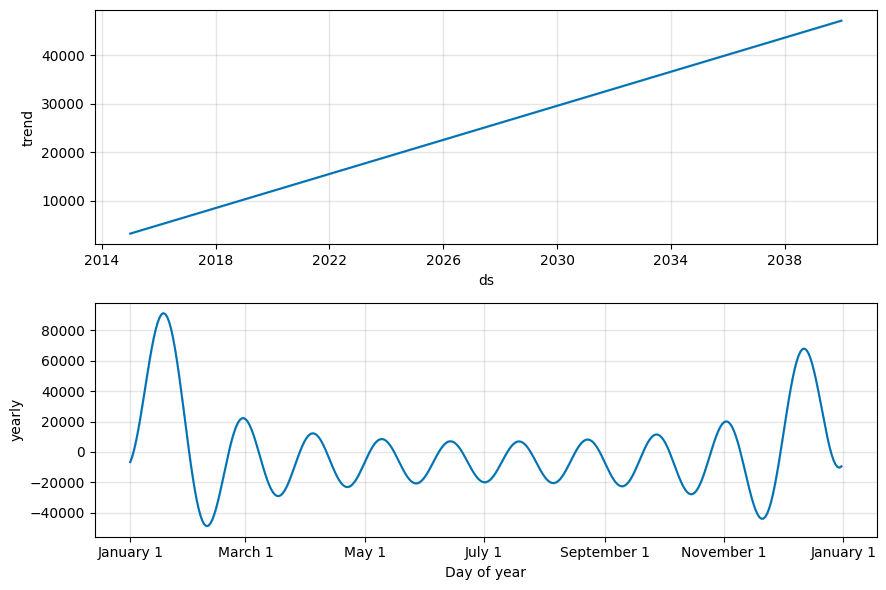 40000
30000
20000
10000
trend
2014 2018 2022 2026 2030 2034 2038
ds
80000
60000
40000
20000
0
−20000
−40000
yearly
January 1 March 1 May 1 July 1 September 1 November 1 January 1
Day of year